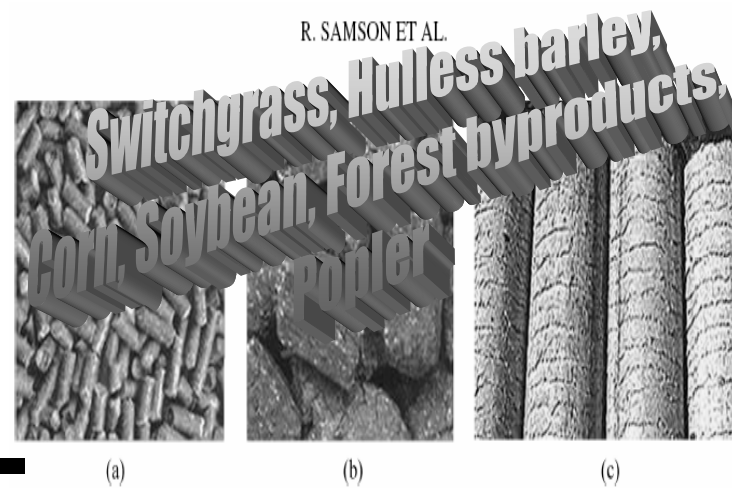 R. SAMSON ET AL.
Switchgrass, Hulless barley,
Corn, Soybean, Forest byproducts,
Popler
(a) (b) (c)